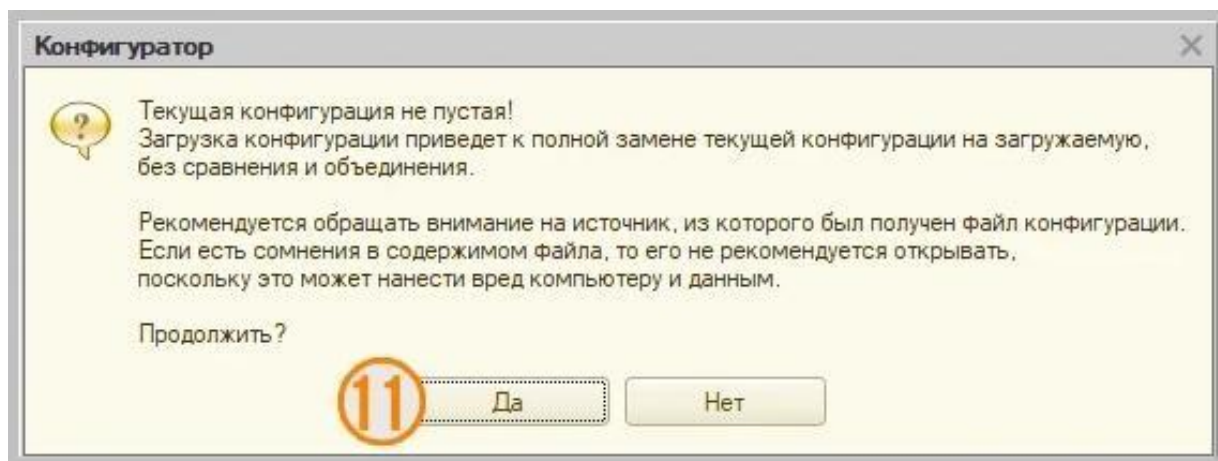 Конфигуратор
Текущая конфигурация не пустая!
Загрузка конфигурации приведет к полной замене текущей конфигурации на загружаемую,
без сравнения и объединения.
Рекомендуется обращать внимание на источник, из которого был получен файл конфигурации.
Если есть сомнения в содержимом файла, то его не рекомендуется открывать,
поскольку это может нанести вред компьютеру и данным.
Продолжить?
11 Да Нет